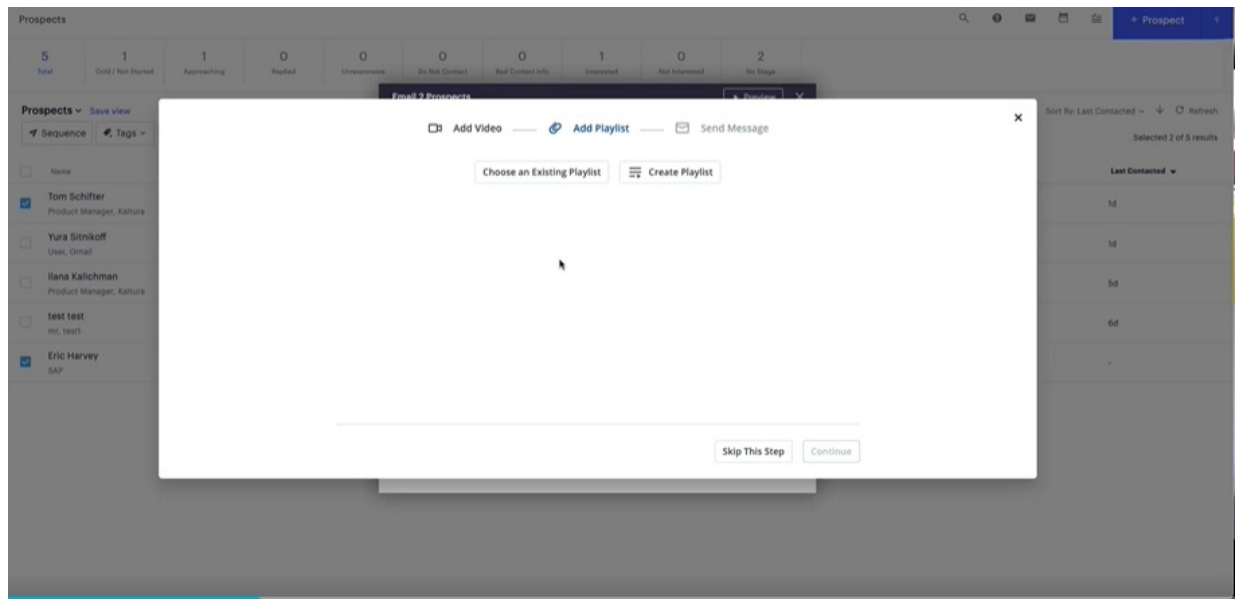 Prospects
+ Prospect
5 1 1 0 0 0 0 1 0 2
Total Cold / Not Started Approaching Replied Unresponsive Do Not Contact Bad Contact Info Interested Not Interested No Stage
Email 2 Prospects Preview
Prospects Save view
Sort By: Last Contacted Refresh
Sequence Tags
Selected 2 of 5 results
Add Video Add Playlist Send Message
Choose an Existing Playlist Create Playlist
Name Last Contacted
Tom Schifter
Product Manager, Kaltura
1d
Yura Sitnikoff
User, Gmail
1d
Ilana Kalichman
Product Manager, Kaltura
5d
test test
mr, test1
6d
Eric Harvey
SAP
-
Skip This Step Continue